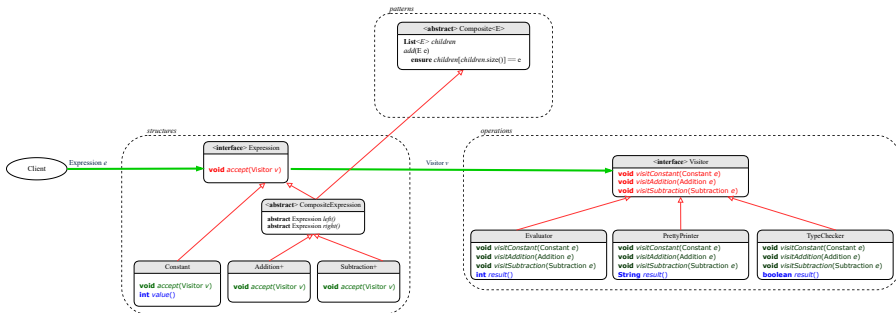 patterns
<abstract> Composite<E>
List<E> children
add(E e)
ensure children[children.size()] == e
structures
operations
<interface> Expression
void accept(Visitor v)
Client
Expression e
Visitor v
<interface> Visitor
void visitConstant(Constant e)
void visitAddition(Addition e)
void visitSubtraction(Subtraction e)
<abstract> CompositeExpression
abstract Expression left()
abstract Expression right()
Evaluator
void visitConstant(Constant e)
void visitAddition(Addition e)
void visitSubtraction(Subtraction e)
int result()
PrettyPrinter
void visitConstant(Constant e)
void visitAddition(Addition e)
void visitSubtraction(Subtraction e)
String result()
TypeChecker
void visitConstant(Constant e)
void visitAddition(Addition e)
void visitSubtraction(Subtraction e)
boolean result()
Constant
void accept(Visitor v)
int value()
Addition+
void accept(Visitor v)
Subtraction+
void accept(Visitor v)